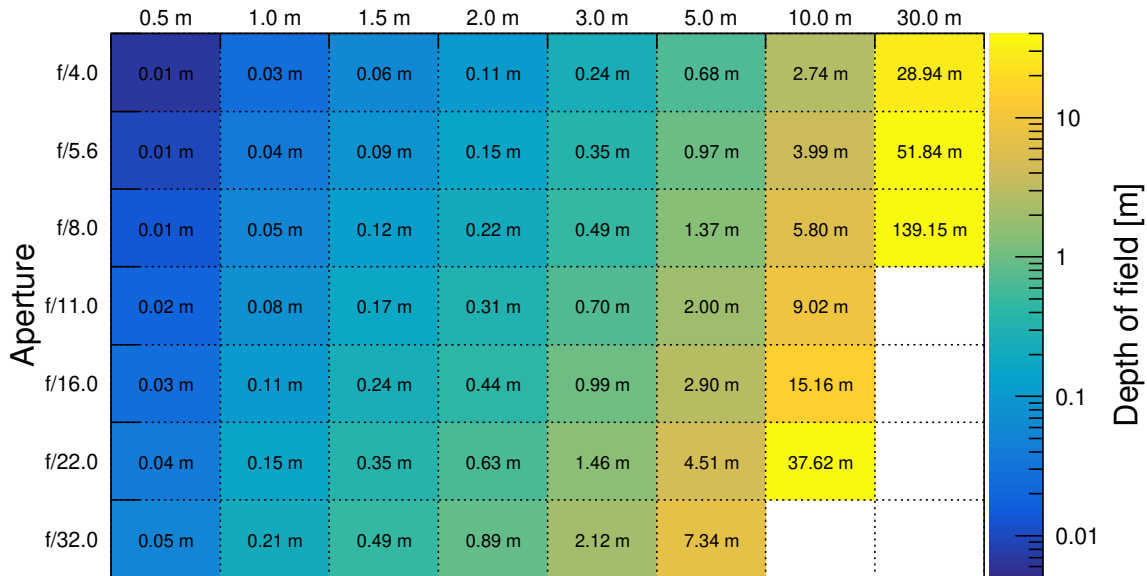 0.5 m 1.0 m 1.5 m 2.0 m 3.0 m 5.0 m 10.0 m 30.0 m
f/4.0 0.01 m 0.03 m 0.06 m 0.11 m 0.24 m 0.68 m 2.74 m 28.94 m
f/5.6 0.01 m 0.04 m 0.09 m 0.15 m 0.35 m 0.97 m 3.99 m 51.84 m
f/8.0 0.01 m 0.05 m 0.12 m 0.22 m 0.49 m 1.37 m 5.80 m 139.15 m
f/11.0 0.02 m 0.08 m 0.17 m 0.31 m 0.70 m 2.00 m 9.02 m
f/16.0 0.03 m 0.11 m 0.24 m 0.44 m 0.99 m 2.90 m 15.16 m
f/22.0 0.04 m 0.15 m 0.35 m 0.63 m 1.46 m 4.51 m 37.62 m
f/32.0 0.05 m 0.21 m 0.49 m 0.89 m 2.12 m 7.34 m
Aperture
10
1
0.1
0.01
Depth of field [m]